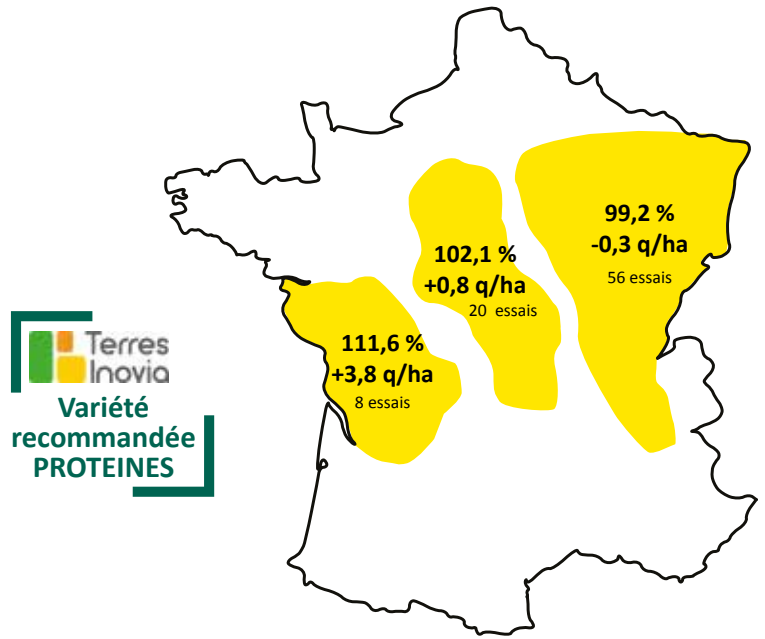 99,2 %
-0,3 q/ha
56 essais
102,1 %
+0,8 q/ha
20 essais
111,6 %
+3,8 q/ha
8 essais
Terres
Inovia
Variété
recommandée
PROTEINES